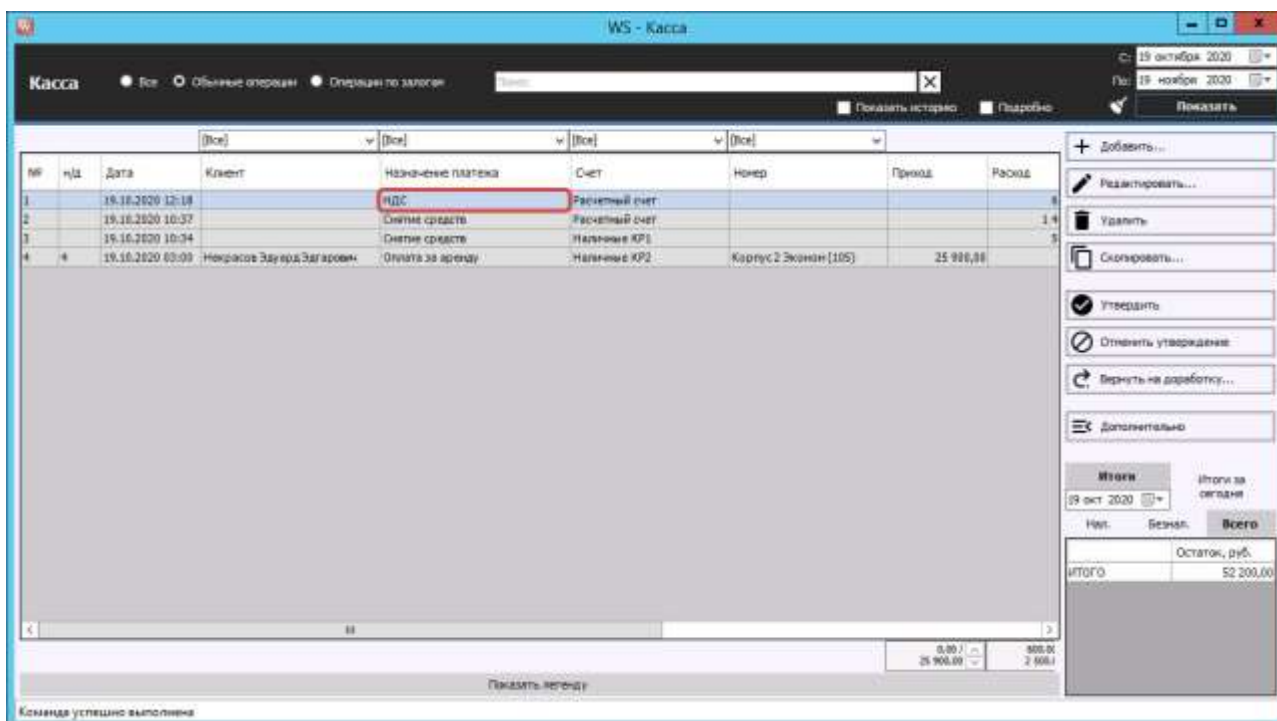 WS - Касса
Касса
Все
Обычные операции
Операции по залогам
Поиск
С: 19 октября 2020
По: 19 ноября 2020
Показать историю
Подробно
Показать
[Все]
[Все]
[Все]
[Все]
№ н/д Дата Клиент Назначение платежа Счет Номер Приход Расход
1 19.10.2020 12:18 НДС Расчетный счет
2 19.10.2020 10:37 Снятие средств Расчетный счет 1 4
3 19.10.2020 10:34 Снятие средств Наличные КР1 5
4 4 19.10.2020 03:00 Некрасов Эдуард Эдгарович Оплата за аренду Наличные КР2 Корпус 2 Эконом (105) 25 900,00
Добавить...
Редактировать...
Удалить
Скопировать...
Утвердить
Отменить утверждение
Вернуть на доработку...
Дополнительно
Итоги
Итоги за сегодня
19 окт 2020
Нал. Безнал. Всего
Остаток, руб.
ИТОГО 52 200,00
0,00 /
25 900,00
Показать легенду
Команда успешно выполнена